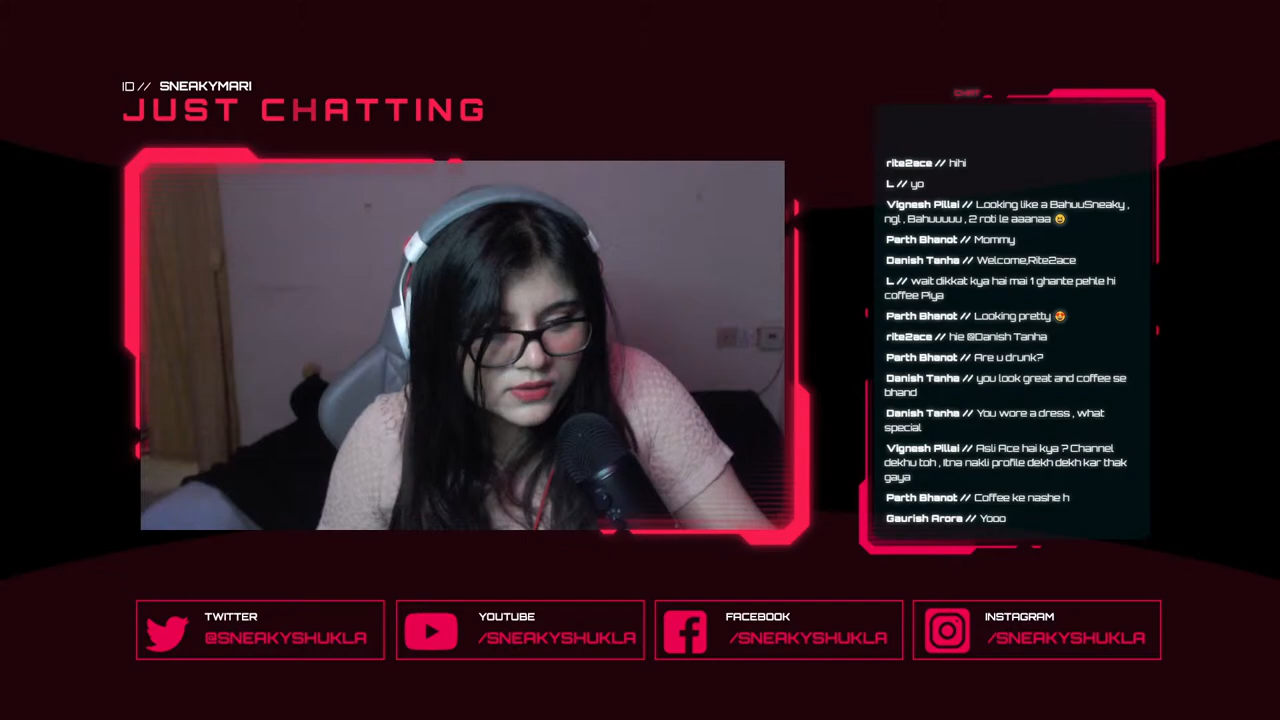 ID // SNEAKYMARI
JUST CHATTING
CHAT
rite2ace // hihi
L // yo
Vignesh Pillai // Looking like a BahuuSneaky ,
ngl , Bahuuuuu , 2 roti le aaanaa
Parth Bhanot // Mommy
Danish Tanha // Welcome,Rite2ace
L // wait dikkat kya hai mai 1 ghante pehle hi
coffee Piya
Parth Bhanot // Looking pretty
rite2ace // hie @Danish Tanha
Parth Bhanot // Are u drunk?
Danish Tanha // you look great and coffee se
bhand
Danish Tanha // You wore a dress , what
special
Vignesh Pillai // Asli Ace hai kya ? Channel
dekhu toh , Itna nakli profile dekh dekh kar thak
gaya
Parth Bhanot // Coffee ke nashe h
Gaurish Arora // Yooo
TWITTER
@SNEAKYSHUKLA
YOUTUBE
/SNEAKYSHUKLA
FACEBOOK
/SNEAKYSHUKLA
INSTAGRAM
/SNEAKYSHUKLA